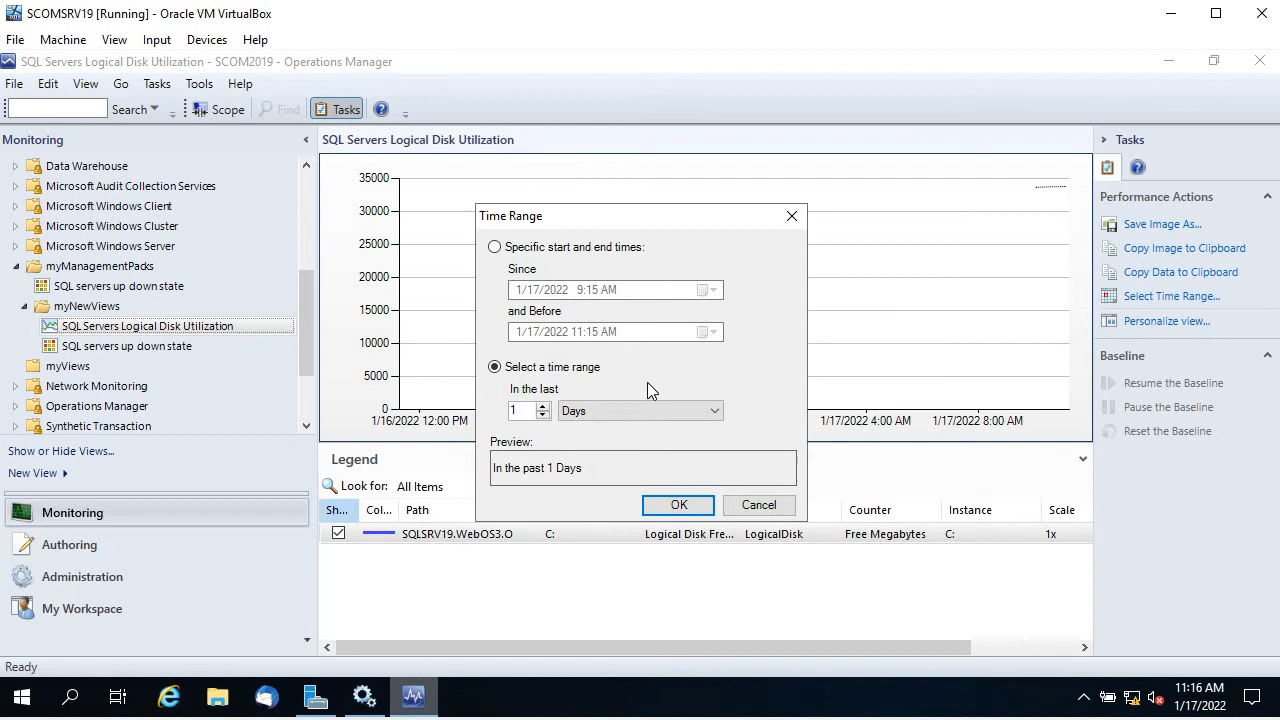 SCOMSRV19 [Running] - Oracle VM VirtualBox
File Machine View Input Devices Help
SQL Servers Logical Disk Utilization - SCOM2019 - Operations Manager
File Edit View Go Tasks Tools Help
Search Scope Find Tasks
Monitoring
Data Warehouse
Microsoft Audit Collection Services
Microsoft Windows Client
Microsoft Windows Cluster
Microsoft Windows Server
myManagementPacks
SQL servers up down state
myNewViews
SQL Servers Logical Disk Utilization
SQL servers up down state
myViews
Network Monitoring
Operations Manager
Synthetic Transaction
Show or Hide Views...
New View
Monitoring
Authoring
Administration
My Workspace
SQL Servers Logical Disk Utilization
35000
30000
25000
20000
15000
10000
5000
0
1/16/2022 12:00 PM
1/17/2022 4:00 AM
1/17/2022 8:00 AM
Time Range
Specific start and end times:
Since
1/17/2022 9:15 AM
and Before
1/17/2022 11:15 AM
Select a time range
In the last
1 Days
Preview:
In the past 1 Days
OK Cancel
Legend
Look for: All Items
Sh... Col... Path Counter Instance Scale
SQLSRV19.WebOS3.O C: Logical Disk Fre... LogicalDisk Free Megabytes C: 1x
Tasks
Performance Actions
Save Image As...
Copy Image to Clipboard
Copy Data to Clipboard
Select Time Range...
Personalize view...
Baseline
Resume the Baseline
Pause the Baseline
Reset the Baseline
Ready
11:16 AM
1/17/2022